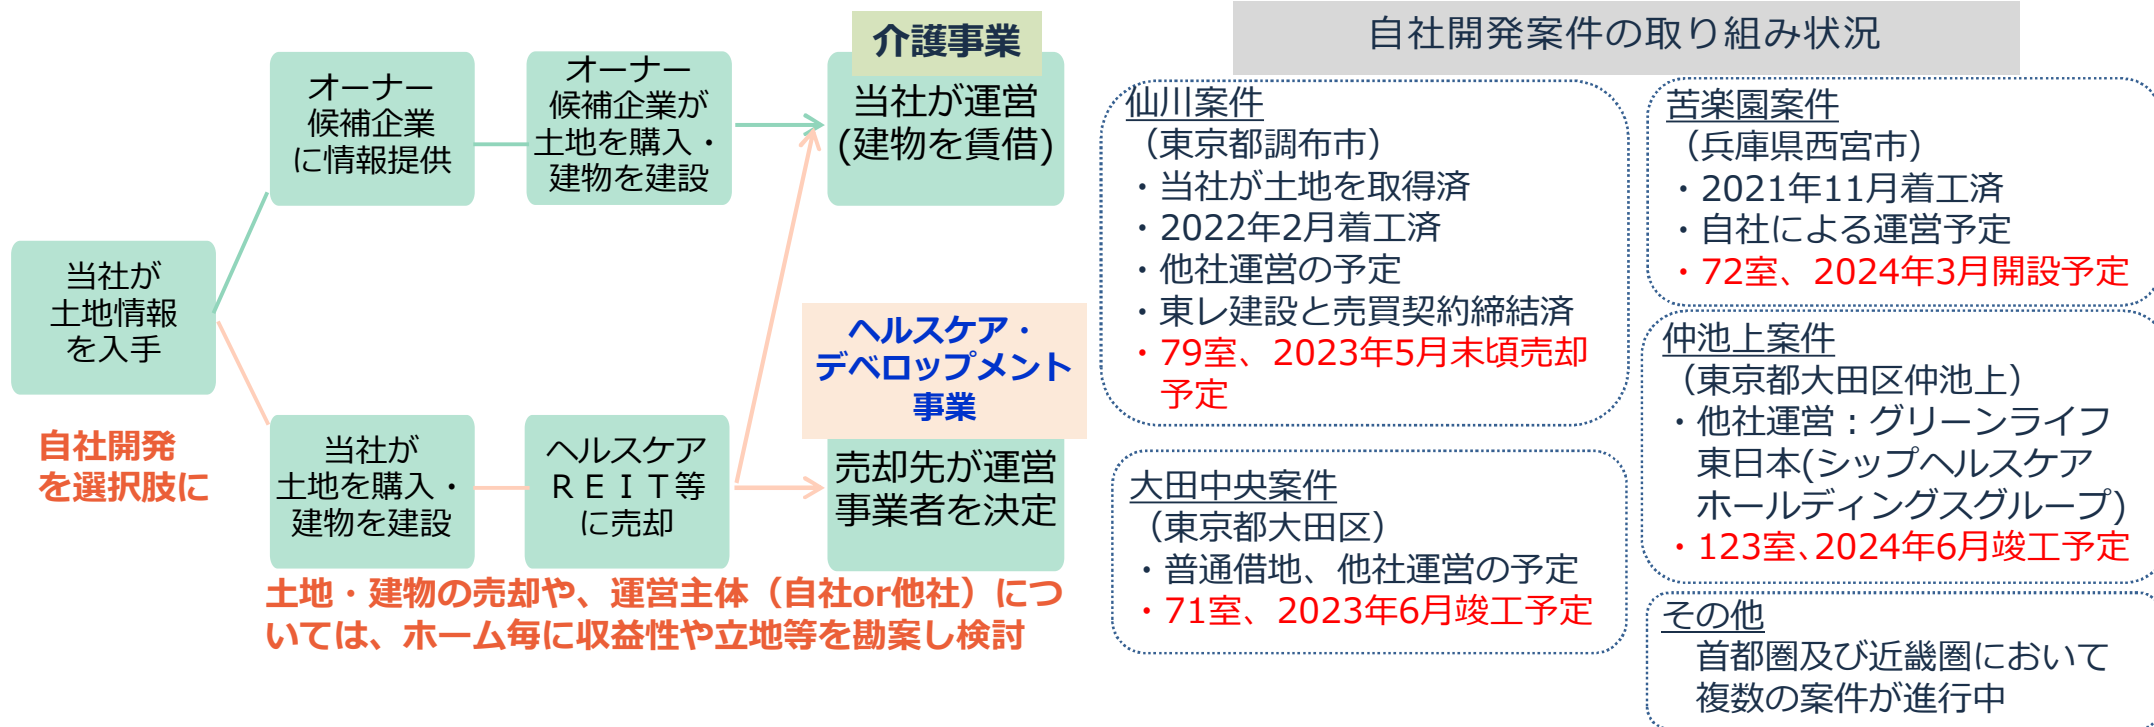 当社が
土地情報
を入手
自社開発
を選択肢に
オーナー
候補企業
に情報提供
オーナー
候補企業が
土地を購入・
建物を建設
介護事業
当社が運営
(建物を賃借)
当社が
土地を購入・
建物を建設
ヘルスケア
ＲＥＩＴ等
に売却
ヘルスケア・
デベロップメント
事業
売却先が運営
事業者を決定
土地・建物の売却や、運営主体（自社or他社）につ
いては、ホーム毎に収益性や立地等を勘案し検討
自社開発案件の取り組み状況
仙川案件
（東京都調布市）
・当社が土地を取得済
・2022年2月着工済
・他社運営の予定
・東レ建設と売買契約締結済
・79室、2023年5月末頃売却
予定
大田中央案件
（東京都大田区）
・普通借地、他社運営の予定
・71室、2023年6月竣工予定
苦楽園案件
（兵庫県西宮市）
・2021年11月着工済
・自社による運営予定
・72室、2024年3月開設予定
仲池上案件
（東京都大田区仲池上）
・他社運営：グリーンライフ
東日本(シップヘルスケア
ホールディングスグループ)
・123室、2024年6月竣工予定
その他
首都圏及び近畿圏において
複数の案件が進行中